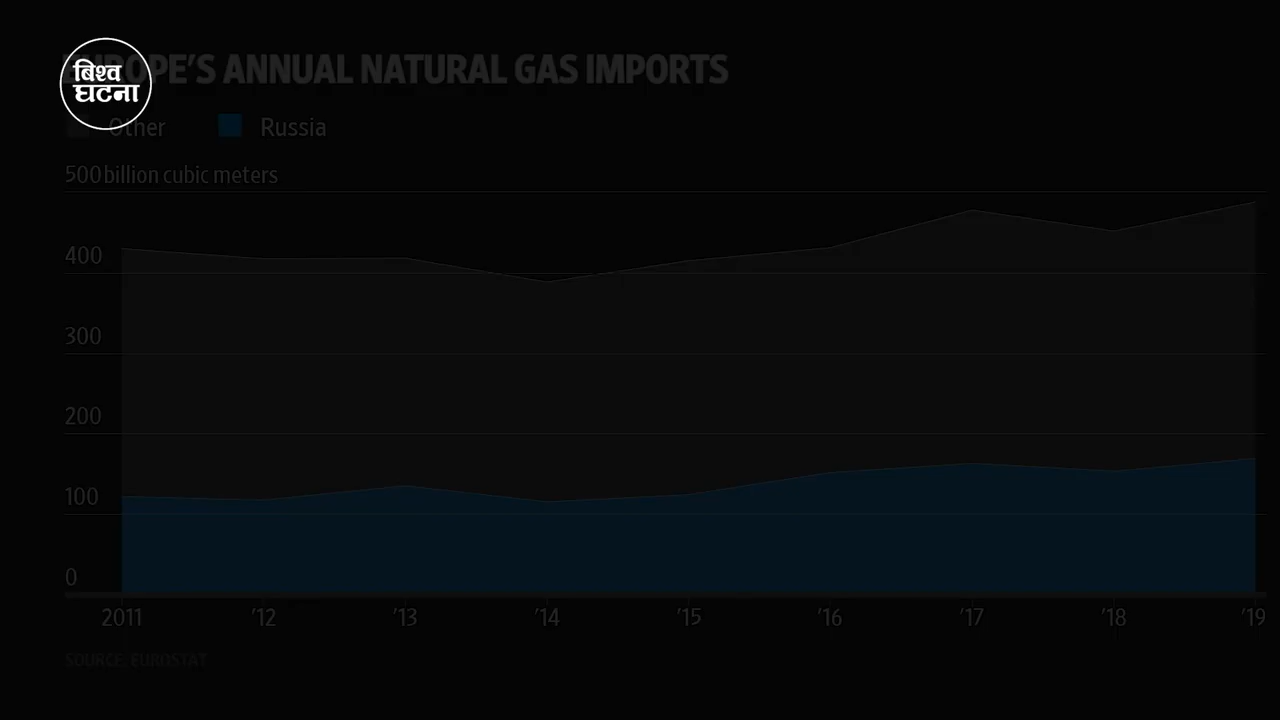 बिश्व
घटना
EUROPE'S ANNUAL NATURAL GAS IMPORTS
Other Russia
500 billion cubic meters
400
300
200
100
0
2011 '12 '13 '14 '15 '16 '17 '18 '19
SOURCE: EUROSTAT